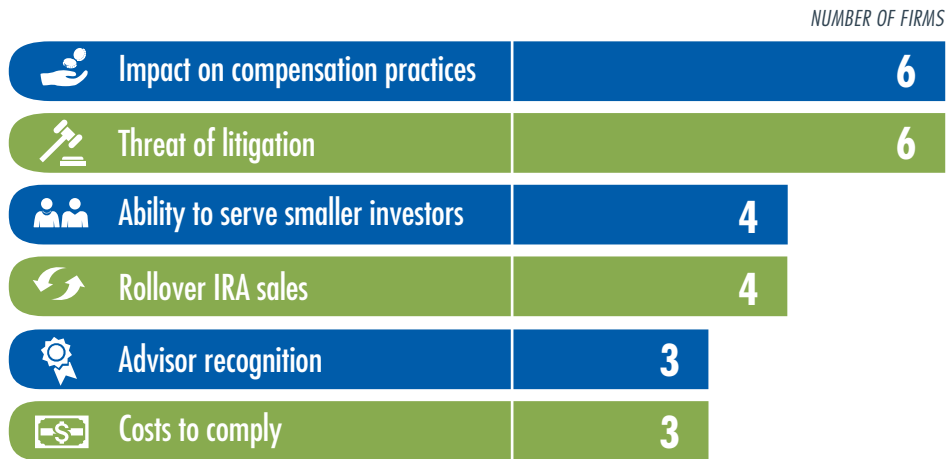 NUMBER OF FIRMS
Impact on compensation practices 6
Threat of litigation 6
Ability to serve smaller investors 4
Rollover IRA sales 4
Advisor recognition 3
Costs to comply 3
$